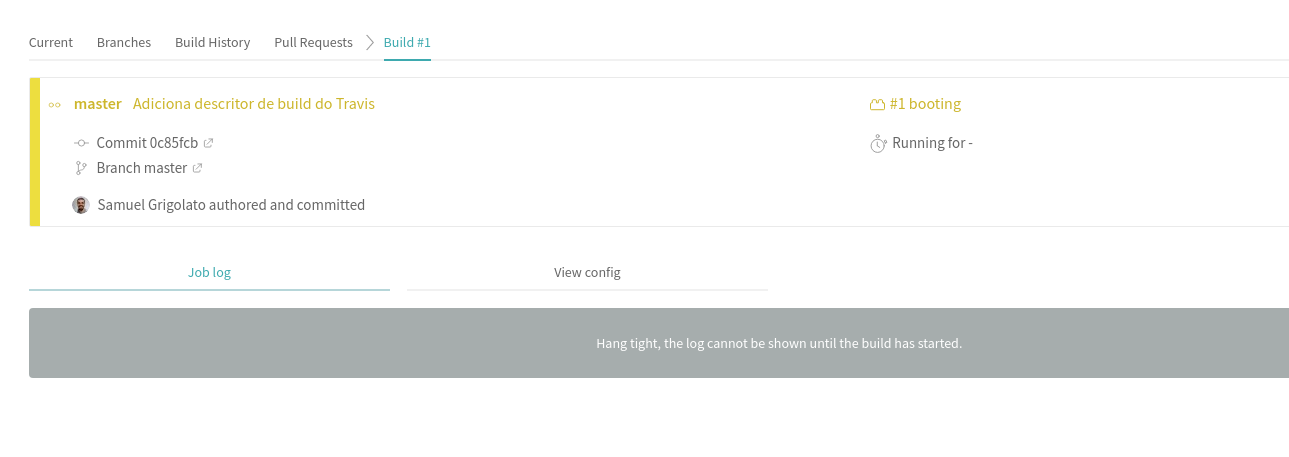 Current Branches Build History Pull Requests Build #1
master Adiciona descritor de build do Travis
#1 booting
Commit 0c85fcb
Running for -
Branch master
Samuel Grigolato authored and committed
Job log View config
Hang tight, the log cannot be shown until the build has started.